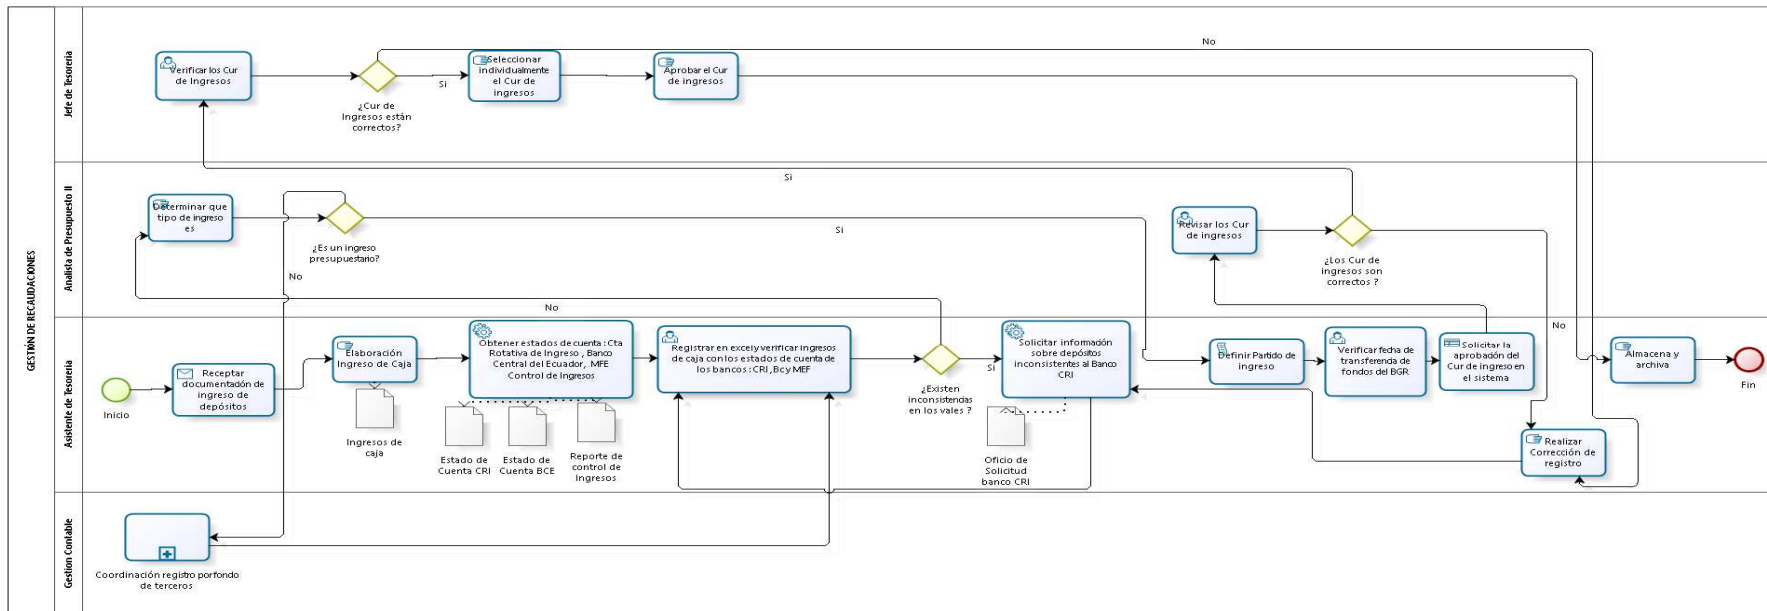 GESTIÓN DE RECAUDACIONES
Jefe de Tesorería
Verificar los Cur
de Ingresos
¿Cur de
Ingresos están
correctos?
Si
No
Seleccionar
individualmente
el Cur de
ingresos
Aprobar el Cur
de ingresos
Analista de Presupuesto II
Determinar que
tipo de ingreso
es
¿Es un ingreso
presupuestario?
No
Si
Si
Revisar los Cur
de ingresos
¿Los Cur de
ingresos son
correctos ?
No
Asistente de Tesorería
Inicio
Receptar
documentación de
ingreso de
depósitos
Elaboración
Ingreso de Caja
Ingresos de
caja
Obtener estados de cuenta : Cta
Rotativa de Ingreso , Banco
Central del Ecuador, MFE
Control de Ingresos
Estado de
Cuenta CRI
Estado de
Cuenta BCE
Reporte de
control de
Ingresos
Registrar en excel y verificar ingresos
de caja con los estados de cuenta de
los bancos : CRI, Bc y MEF
No
¿Existen
inconsistencias
en los vales ?
Si
Solicitar información
sobre depósitos
inconsistentes al Banco
CRI
Oficio de
Solicitud
banco CRI
Definir Partido de
ingreso
Verificar fecha de
transferencia de
fondos del BGR
Solicitar la
aprobación del
Cur de ingreso en
el sistema
Realizar
Corrección de
registro
Almacena y
archiva
Fin
Gestion Contable
Coordinación registro por fondo
de terceros